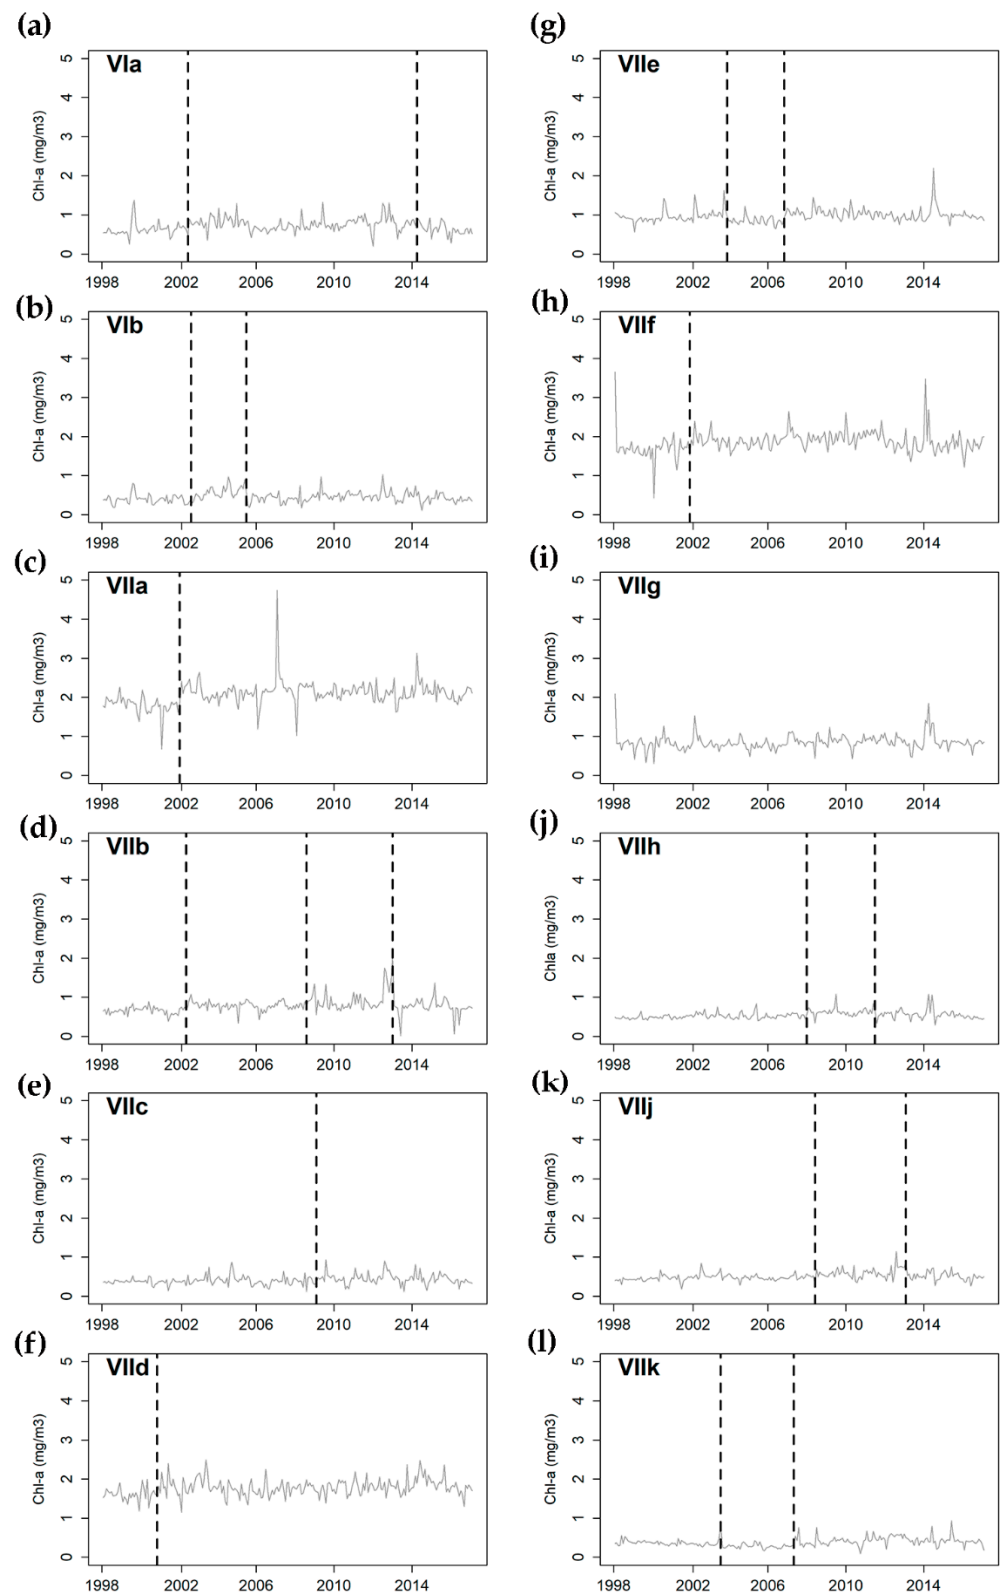 (a)
VIa
Chl-a (mg/m3)
0 1 2 3 4 5
1998 2002 2006 2010 2014
(b)
VIb
Chl-a (mg/m3)
0 1 2 3 4 5
1998 2002 2006 2010 2014
(c)
VIIa
Chl-a (mg/m3)
0 1 2 3 4 5
1998 2002 2006 2010 2014
(d)
VIIb
Chl-a (mg/m3)
0 1 2 3 4 5
1998 2002 2006 2010 2014
(e)
VIIc
Chl-a (mg/m3)
0 1 2 3 4 5
1998 2002 2006 2010 2014
(f)
VIId
Chl-a (mg/m3)
0 1 2 3 4 5
1998 2002 2006 2010 2014
(g)
VIIe
Chl-a (mg/m3)
0 1 2 3 4 5
1998 2002 2006 2010 2014
(h)
VIIf
Chl-a (mg/m3)
0 1 2 3 4 5
1998 2002 2006 2010 2014
(i)
VIIg
Chl-a (mg/m3)
0 1 2 3 4 5
1998 2002 2006 2010 2014
(j)
VIIh
Chla (mg/m3)
0 1 2 3 4 5
1998 2002 2006 2010 2014
(k)
VIIj
Chl-a (mg/m3)
0 1 2 3 4 5
1998 2002 2006 2010 2014
(l)
VIIk
Chl-a (mg/m3)
0 1 2 3 4 5
1998 2002 2006 2010 2014